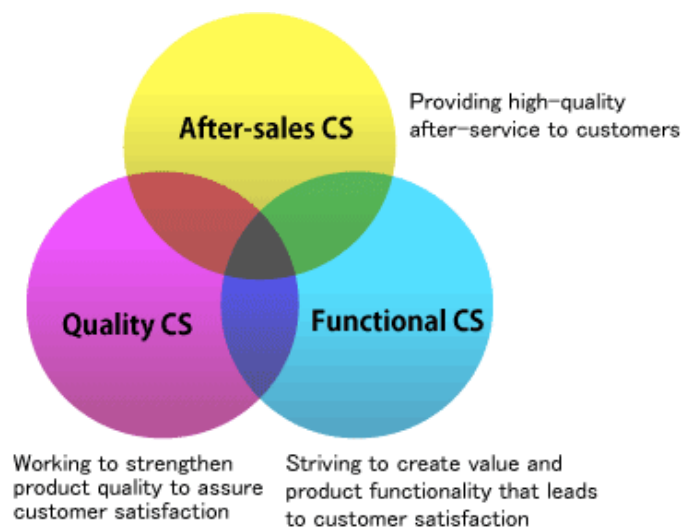 After-sales CS
Providing high-quality
after-service to customers
Quality CS
Functional CS
Working to strengthen
product quality to assure
customer satisfaction
Striving to create value and
product functionality that leads
to customer satisfaction